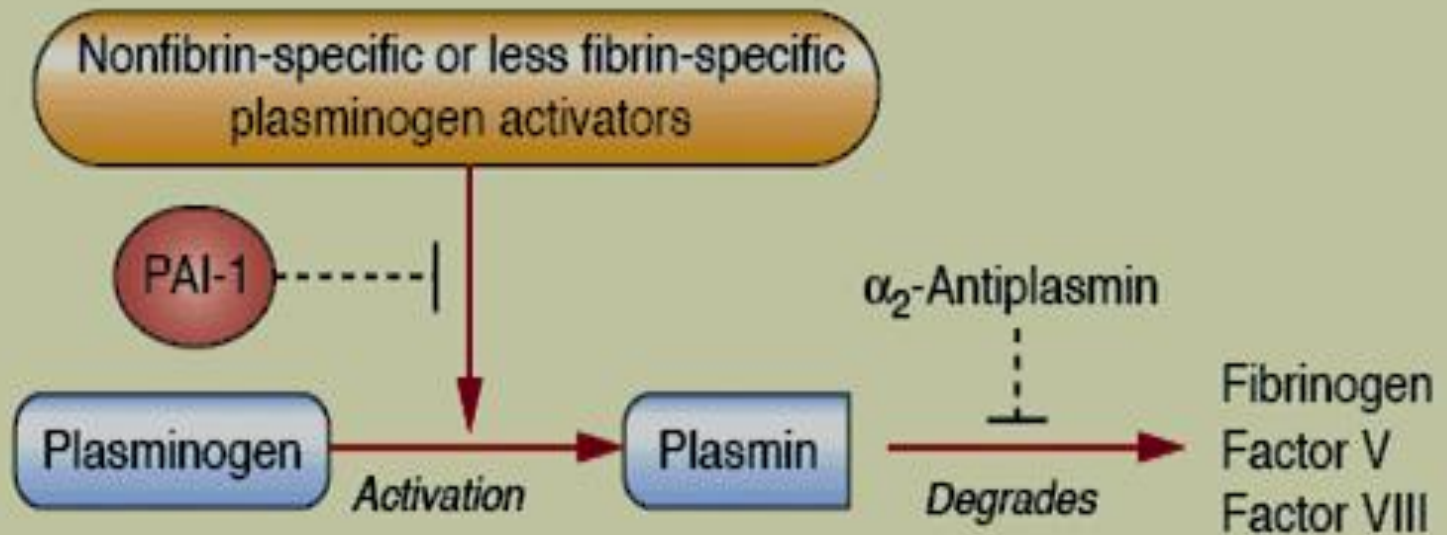 Nonfibrin-specific or less fibrin-specific
plasminogen activators
PAI-1
α₂-Antiplasmin
Plasminogen
Activation
Plasmin
Degrades
Fibrinogen
Factor V
Factor VIII